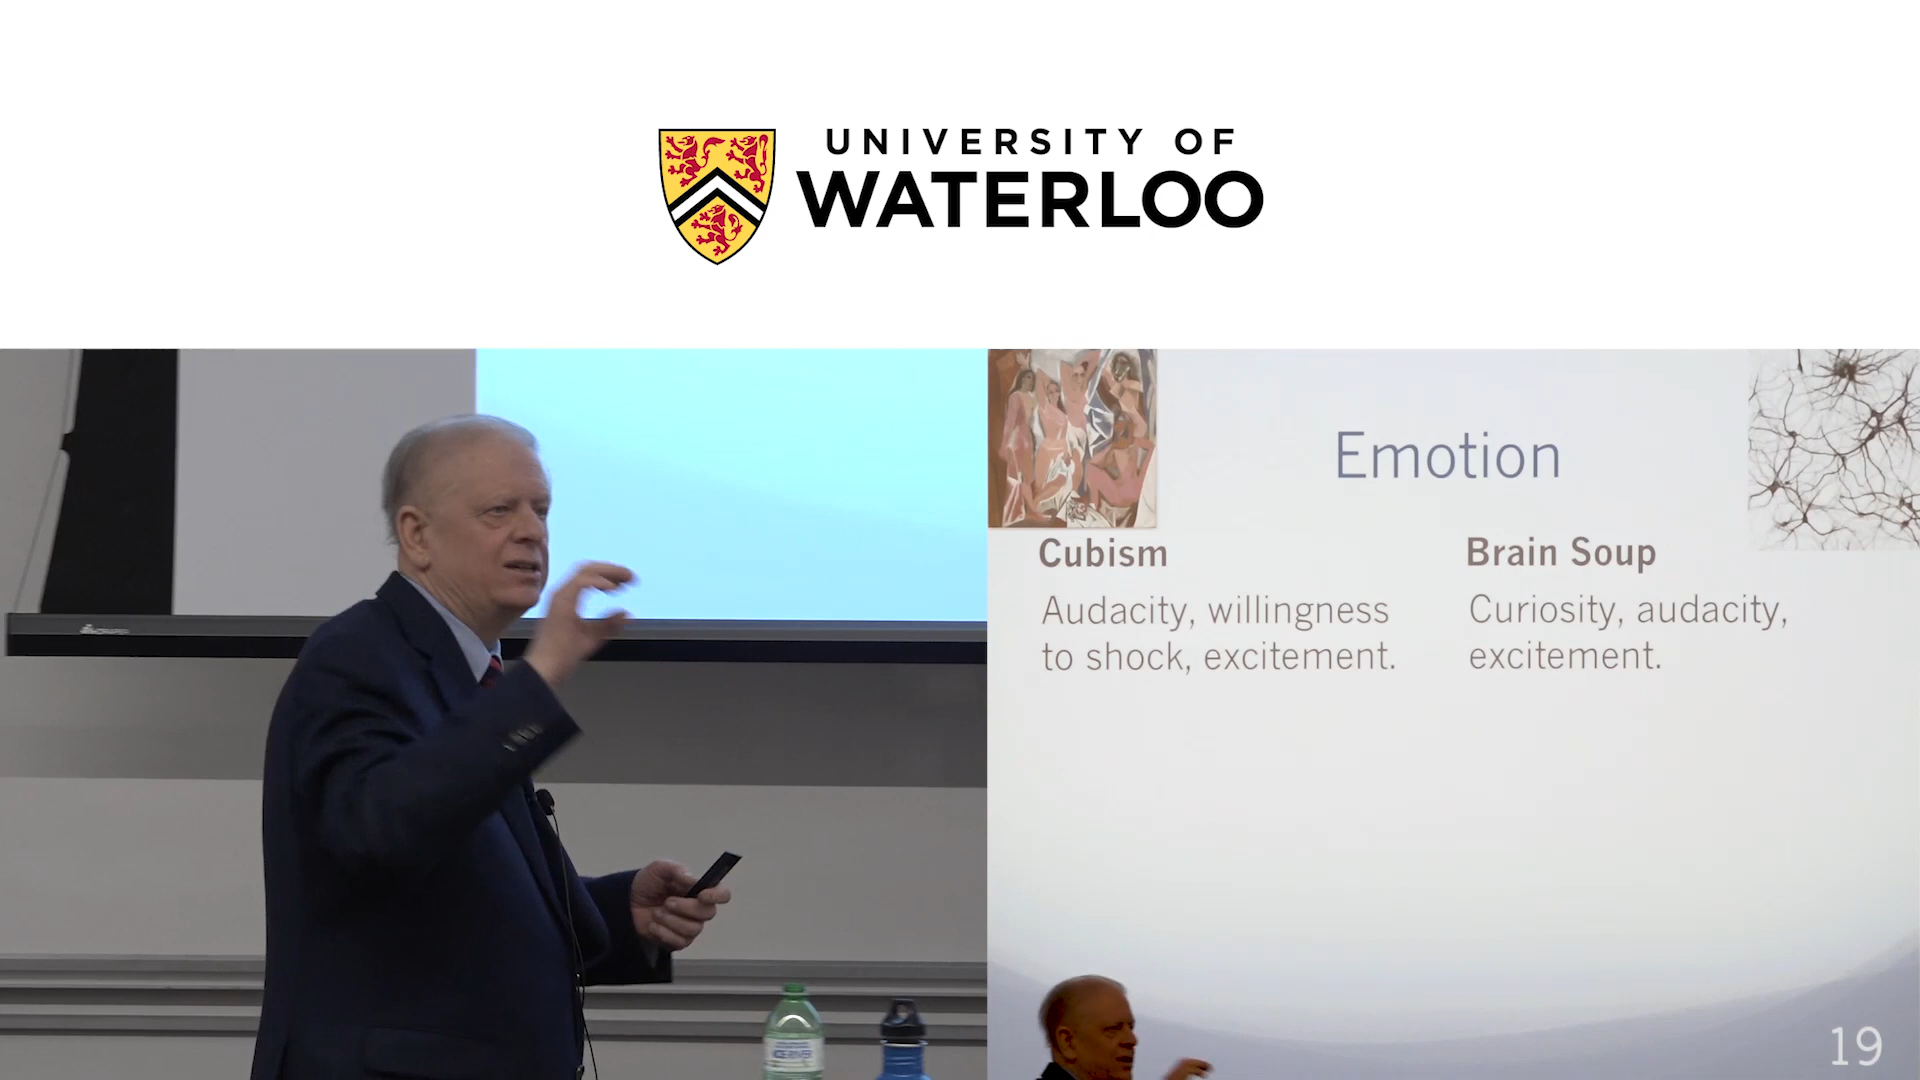 UNIVERSITY OF
WATERLOO
Emotion
Cubism
Audacity, willingness
to shock, excitement.
Brain Soup
Curiosity, audacity,
excitement.
19